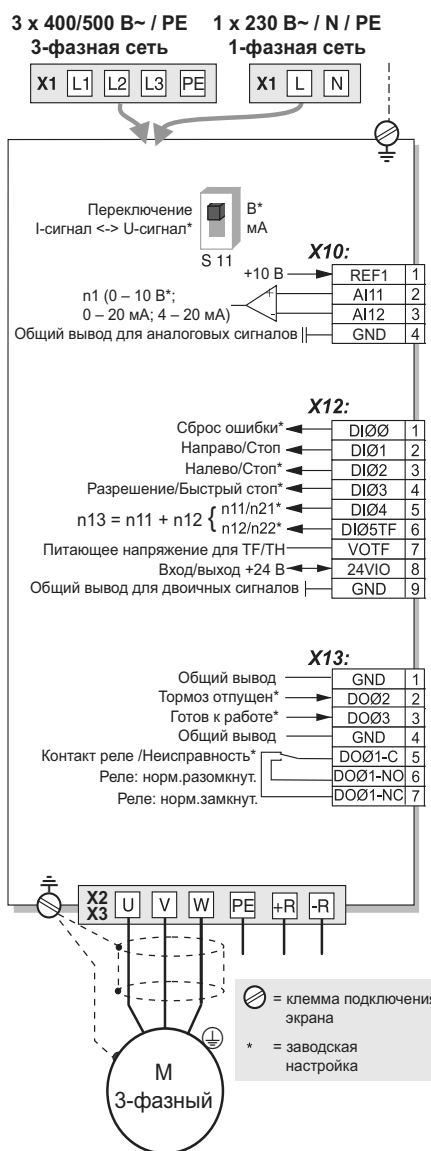 3 x 400/500 В~ / PE 1 x 230 В~ / N / PE
3-фазная сеть 1-фазная сеть
X1 L1 L2 L3 PE X1 L N
Переключение В*
I-сигнал <-> U-сигнал* мА
S 11
X10:
+10 В REF1 1
n1 (0 – 10 В*; + AI11 2
0 – 20 мА; 4 – 20 мА) - AI12 3
Общий вывод для аналоговых сигналов GND 4
X12:
Сброс ошибки* DIØØ 1
Направо/Стоп DIØ1 2
Налево/Стоп* DIØ2 3
Разрешение/Быстрый стоп* DIØ3 4
n13 = n11 + n12 { n11/n21* DIØ4 5
n12/n22* DIØ5TF 6
Питающее напряжение для TF/TH VOTF 7
Вход/выход +24 В 24VIO 8
Общий вывод для двоичных сигналов GND 9
X13:
Общий вывод GND 1
Тормоз отпущен* DOØ2 2
Готов к работе* DOØ3 3
Общий вывод GND 4
Контакт реле /Неисправность* DOØ1-C 5
Реле: норм.разомкнут. DOØ1-NO 6
Реле: норм.замкнут. DOØ1-NC 7
X2
X3 U V W PE +R -R
= клемма подключения
экрана
* = заводская
настройка
M
3-фазный